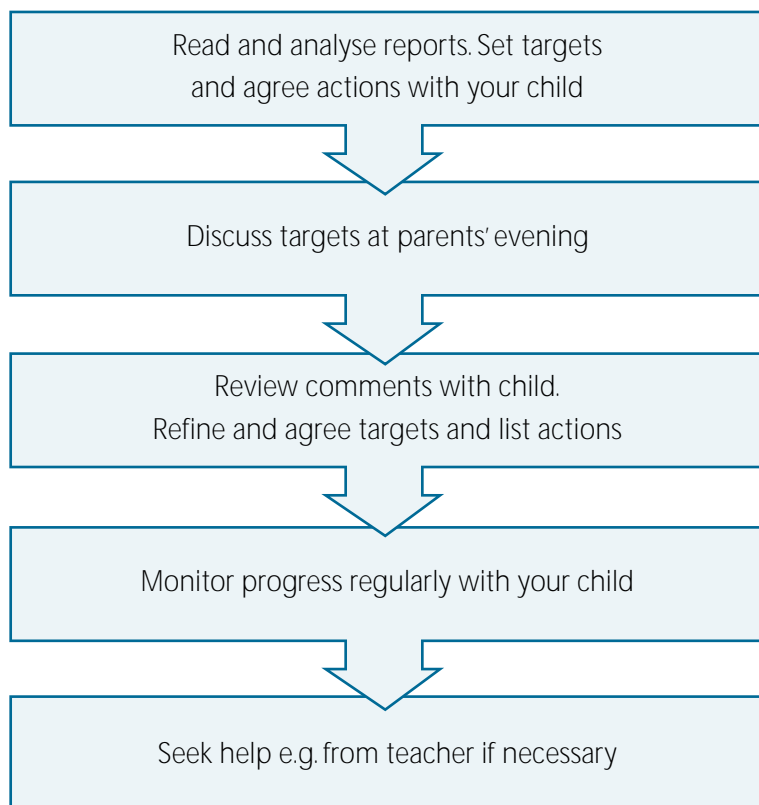 Read and analyse reports. Set targets
and agree actions with your child
Discuss targets at parents' evening
Review comments with child.
Refine and agree targets and list actions
Monitor progress regularly with your child
Seek help e.g. from teacher if necessary